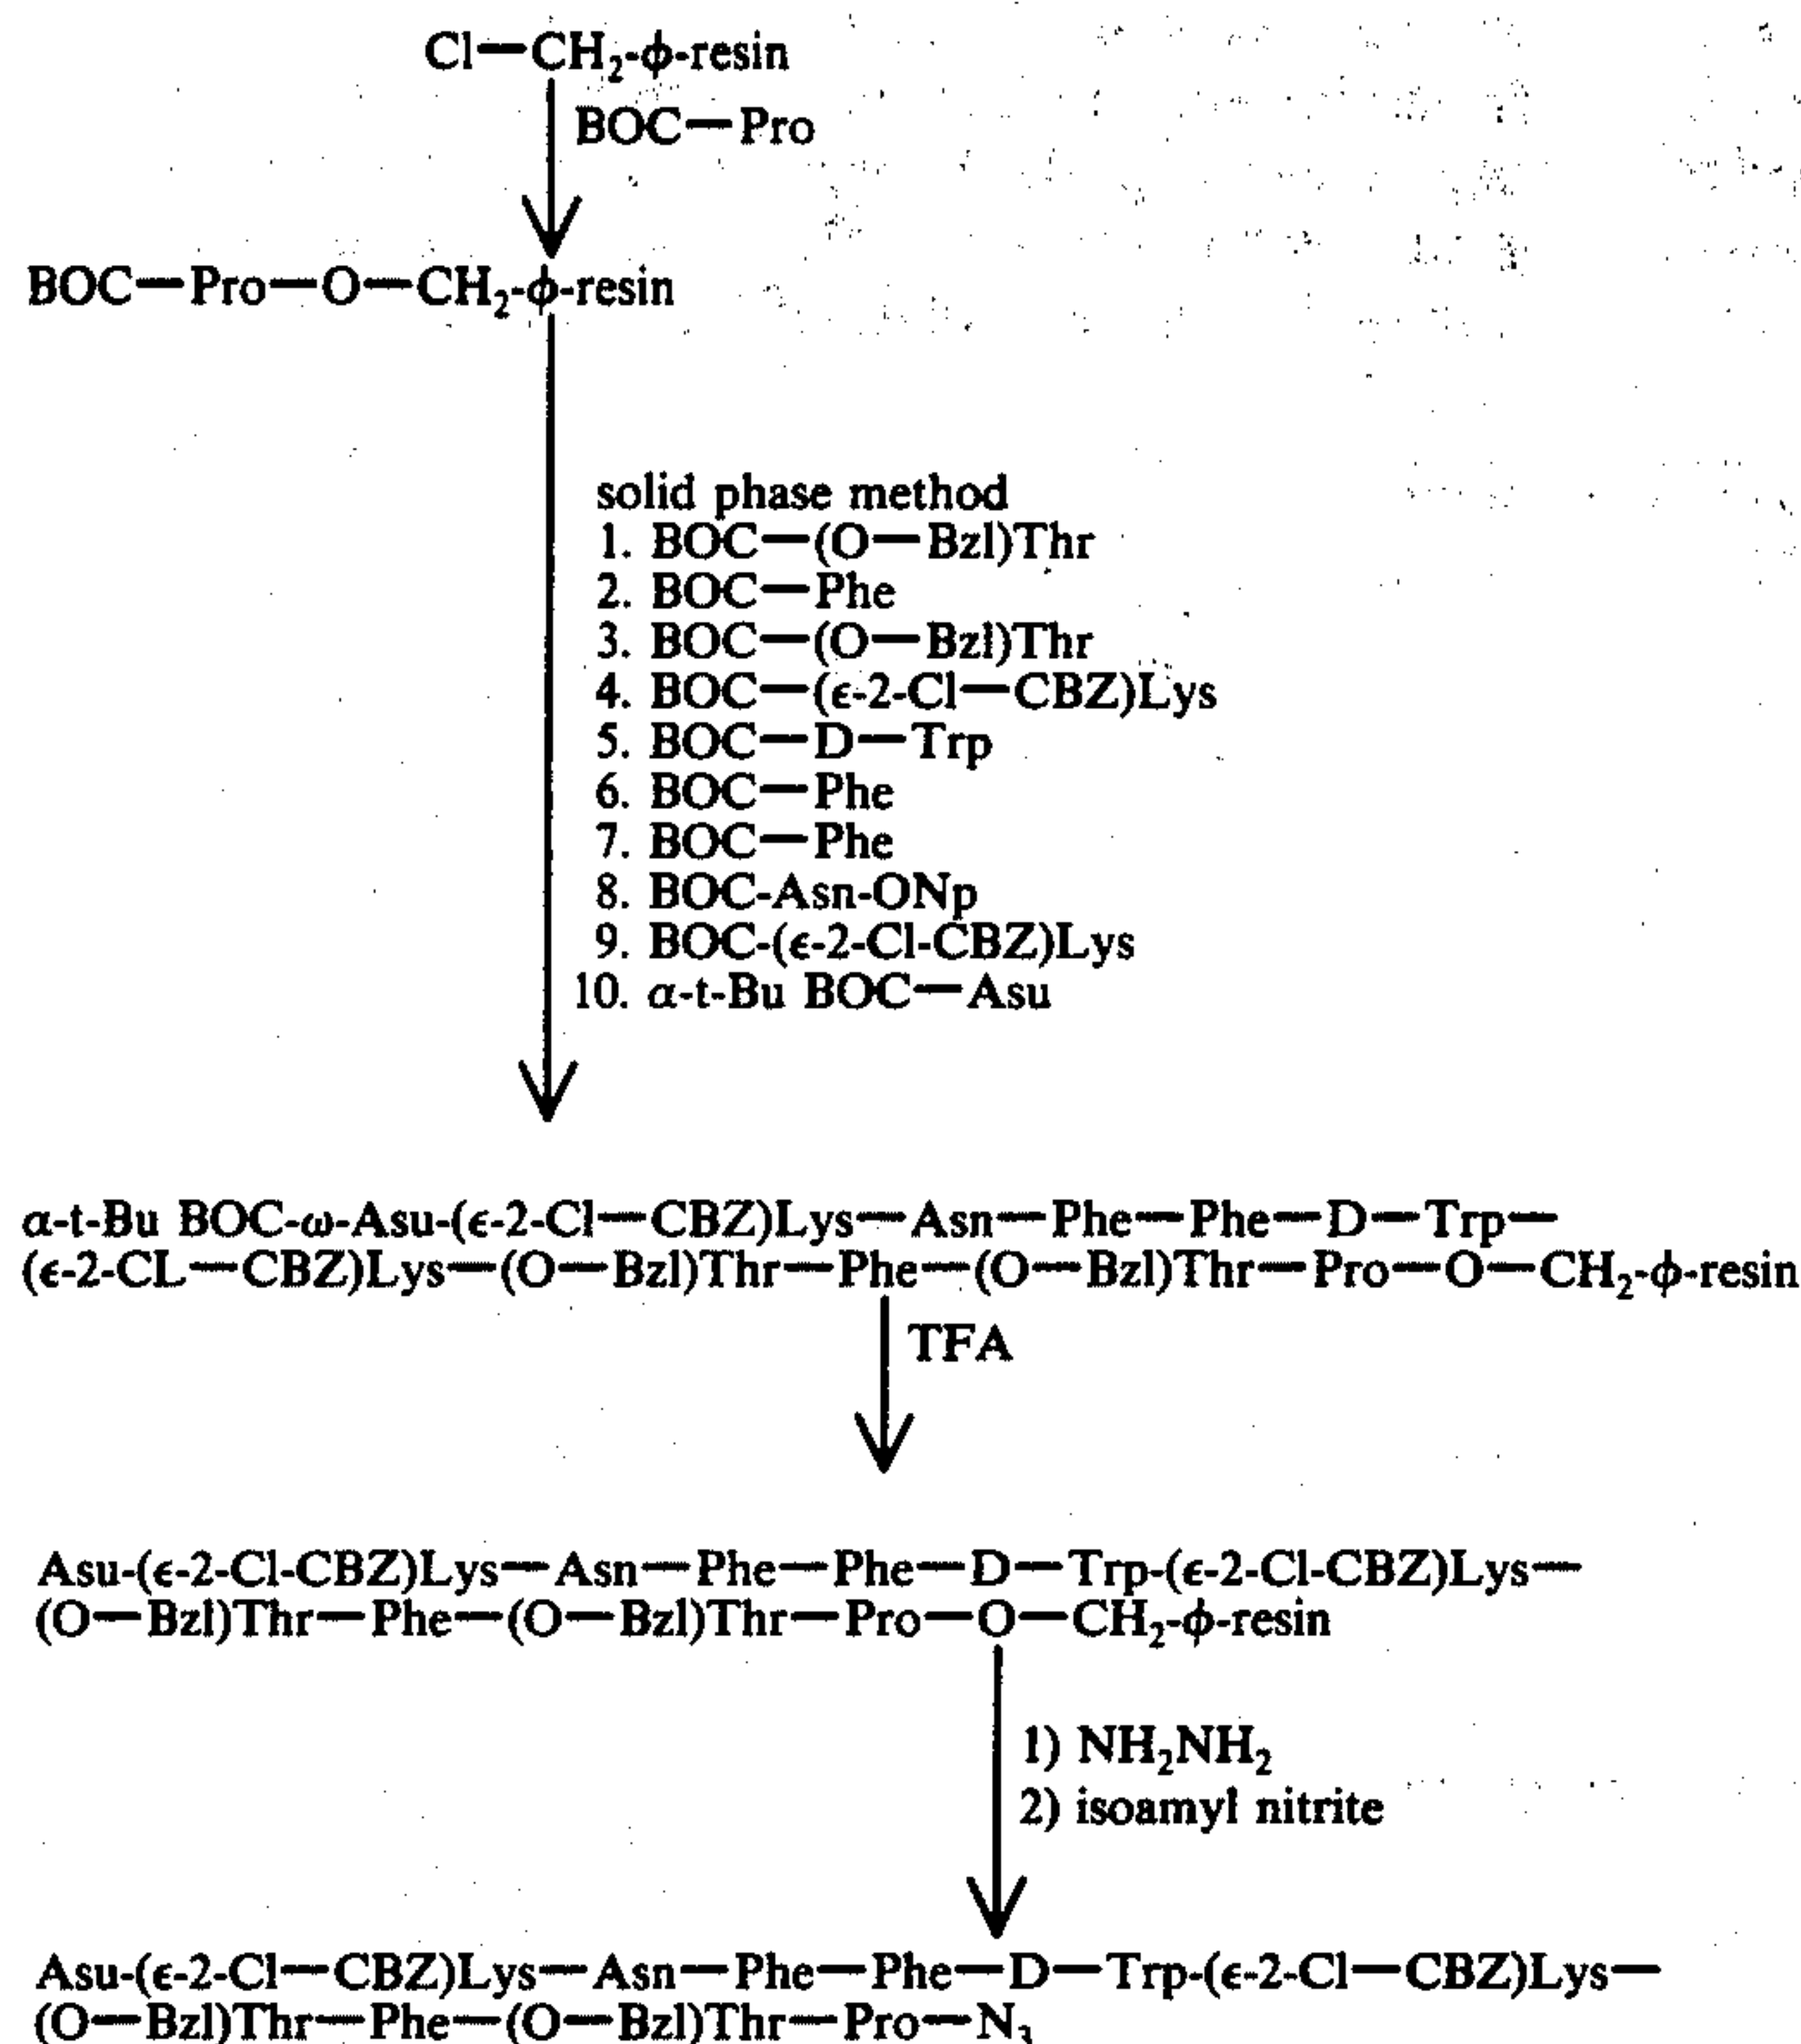 Cl—CH₂-ϕ-resin
BOC—Pro
BOC—Pro—O—CH₂-ϕ-resin
solid phase method
1. BOC—(O—Bzl)Thr
2. BOC—Phe
3. BOC—(O—Bzl)Thr
4. BOC—(ϵ-2-Cl—CBZ)Lys
5. BOC—D—Trp
6. BOC—Phe
7. BOC—Phe
8. BOC-Asn-ONp
9. BOC-(ϵ-2-Cl-CBZ)Lys
10. α-t-Bu BOC—Asu
α-t-Bu BOC-ω-Asu-(ϵ-2-Cl—CBZ)Lys—Asn—Phe—Phe—D—Trp—
(ϵ-2-CL—CBZ)Lys—(O—Bzl)Thr—Phe—(O—Bzl)Thr—Pro—O—CH₂-ϕ-resin
TFA
Asu-(ϵ-2-Cl-CBZ)Lys—Asn—Phe—Phe—D—Trp-(ϵ-2-Cl-CBZ)Lys—
(O—Bzl)Thr—Phe—(O—Bzl)Thr—Pro—O—CH₂-ϕ-resin
1) NH₂NH₂
2) isoamyl nitrite
Asu-(ϵ-2-Cl—CBZ)Lys—Asn—Phe—Phe—D—Trp-(ϵ-2-Cl—CBZ)Lys—
(O—Bzl)Thr—Phe—(O—Bzl)Thr—Pro—N₃